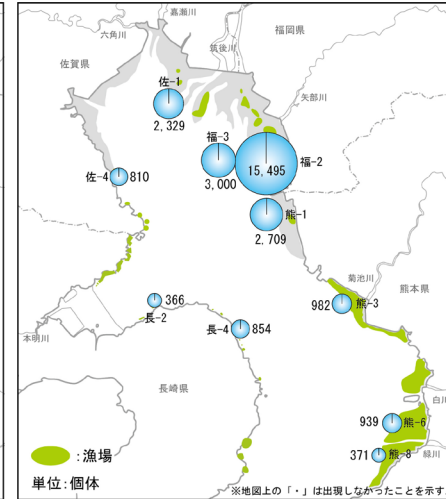 嘉瀬川
六角川
福岡県
筑後川
佐賀県
佐-1
矢部川
2,329
福-3
福-2
15,495
3,000
佐-4
810
熊-1
2,709
菊池川
熊本県
366
982
熊-3
長-2
長-4
854
本明川
長崎県
白川
939
熊-6
371
熊-8
緑川
:漁場
単位:個体
※地図上の「・」は出現しなかったことを示す